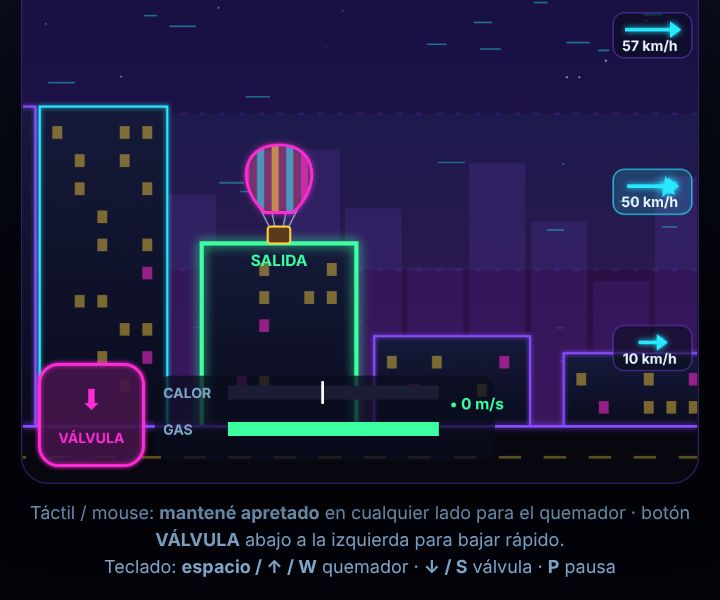 57 km/h
50 km/h
SALIDA
10 km/h
CALOR
• 0 m/s
VÁLVULA
GAS
Táctil / mouse: mantené apretado en cualquier lado para el quemador · botón
VÁLVULA abajo a la izquierda para bajar rápido.
Teclado: espacio / ↑ / W quemador · ↓ / S válvula · P pausa